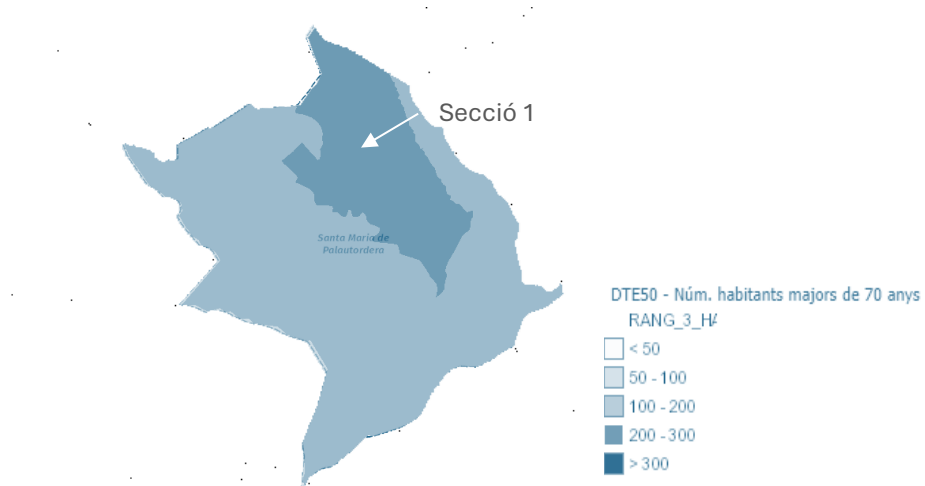 Secció 1
Santa Maria de
Palautordera
DTE50 - Núm. habitants majors de 70 anys
RANG_3_HA
< 50
50 - 100
100 - 200
200 - 300
> 300